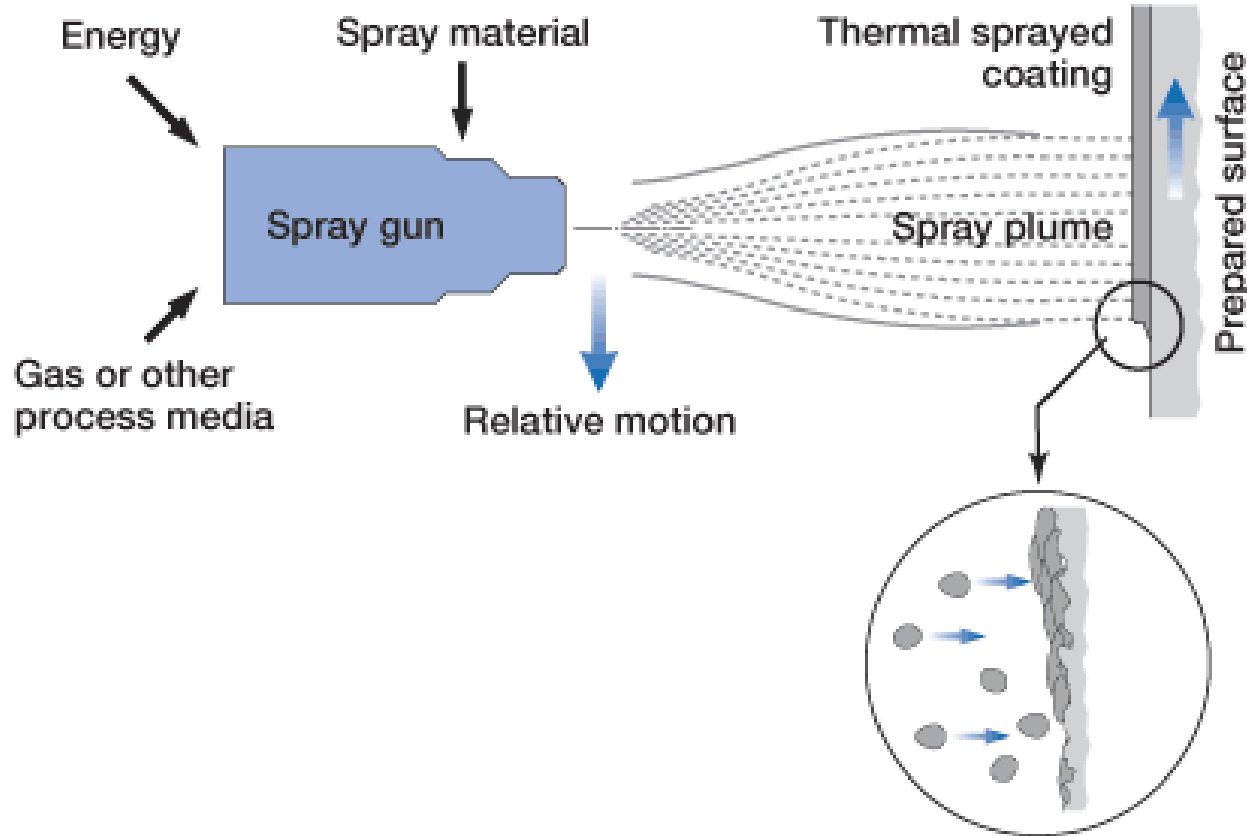 Energy
Spray material
Thermal sprayed
coating
Prepared surface
Spray gun
Spray plume
Gas or other
process media
Relative motion